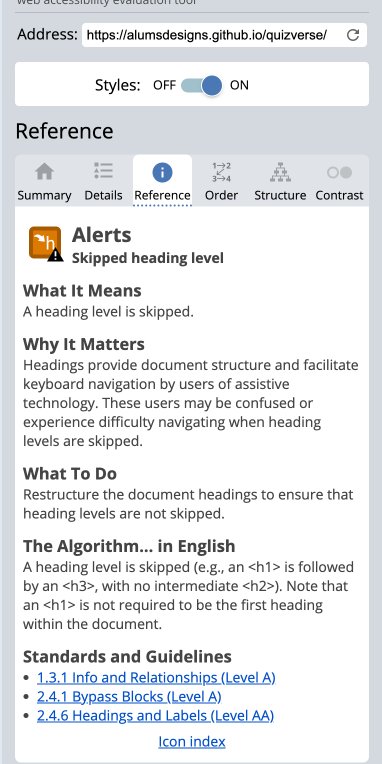 web accessibility evaluation tool
Address: https://alumsdesigns.github.io/quizverse/
Styles: OFF ON
Reference
Summary Details Reference Order Structure Contrast
Alerts
Skipped heading level
What It Means
A heading level is skipped.
Why It Matters
Headings provide document structure and facilitate
keyboard navigation by users of assistive
technology. These users may be confused or
experience difficulty navigating when heading
levels are skipped.
What To Do
Restructure the document headings to ensure that
heading levels are not skipped.
The Algorithm... in English
A heading level is skipped (e.g., an <h1> is followed
by an <h3>, with no intermediate <h2>). Note that
an <h1> is not required to be the first heading
within the document.
Standards and Guidelines
• 1.3.1 Info and Relationships (Level A)
• 2.4.1 Bypass Blocks (Level A)
• 2.4.6 Headings and Labels (Level AA)
Icon index